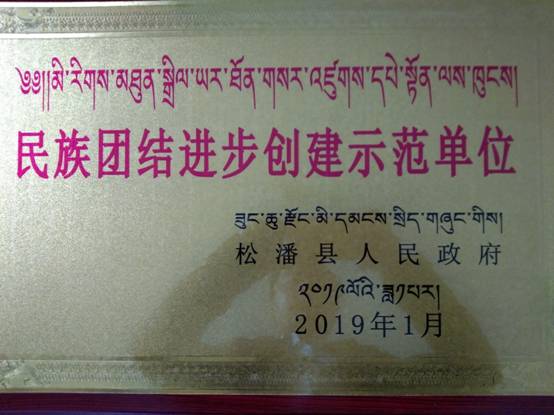 ༄༅།།མི་རིགས་མཐུན་སྒྲིལ་ཡར་ཐོན་གསར་འཛུགས་དཔེ་སྟོན་ལས་ཁུངས།
民族团结进步创建示范单位
ཟུང་ཆུ་རྫོང་མི་དམངས་སྲིད་གཞུང་གིས།
松潘县人民政府
༢༠༡༩ལོའི་ཟླ༡པར།
2019年1月